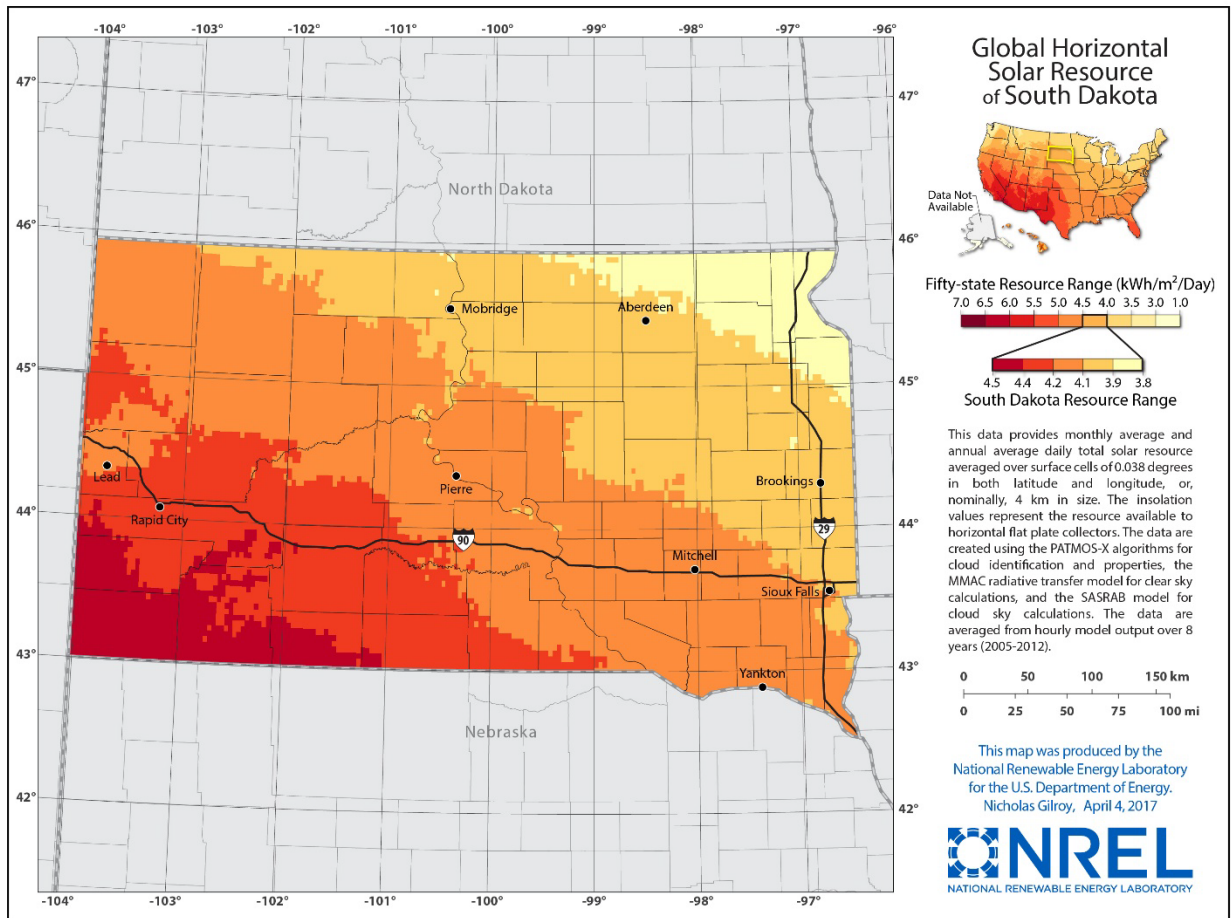 -104°
-103°
-102°
-101°
-100°
-99°
-98°
-97°
-96°
47°
47°
North Dakota
46°
46°
Mobridge
Aberdeen
45°
45°
Lead
Pierre
Brookings
Rapid City
44°
44°
90
29
Mitchell
Sioux Falls
43°
43°
Yankton
Nebraska
42°
42°
-104°
-103°
-102°
-101°
-100°
-99°
-98°
-97°
Global Horizontal
Solar Resource
of South Dakota
Data Not
Available
Fifty-state Resource Range (kWh/m²/Day)
7.0 6.5 6.0 5.5 5.0 4.5 4.0 3.5 3.0 1.0
4.5 4.4 4.2 4.1 3.9 3.8
South Dakota Resource Range
This data provides monthly average and
annual average daily total solar resource
averaged over surface cells of 0.038 degrees
in both latitude and longitude, or,
nominally, 4 km in size. The insolation
values represent the resource available to
horizontal flat plate collectors. The data are
created using the PATMOS-X algorithms for
cloud identification and properties, the
MMAC radiative transfer model for clear sky
calculations, and the SASRAB model for
cloud sky calculations. The data are
averaged from hourly model output over 8
years (2005-2012).
0 50 100 150 km
0 25 50 75 100 mi
This map was produced by the
National Renewable Energy Laboratory
for the U.S. Department of Energy.
Nicholas Gilroy, April 4, 2017
NREL
NATIONAL RENEWABLE ENERGY LABORATORY